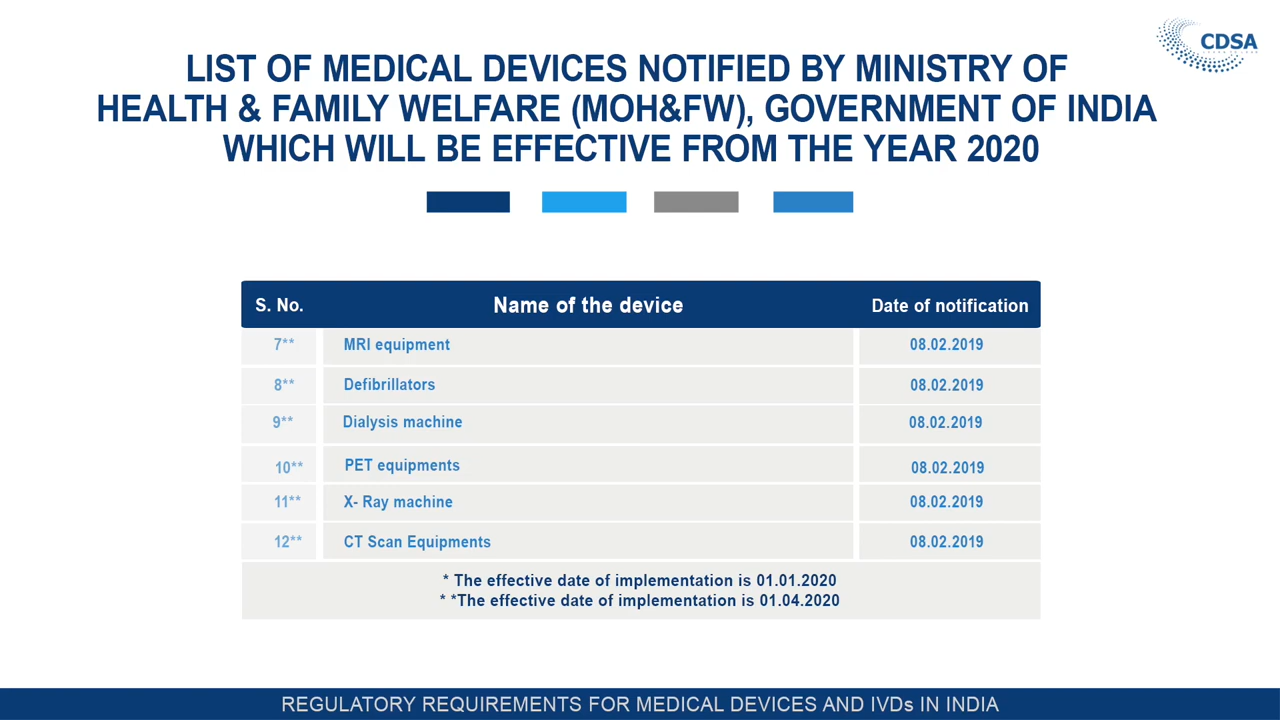 CDSA
LIST OF MEDICAL DEVICES NOTIFIED BY MINISTRY OF
HEALTH & FAMILY WELFARE (MOH&FW), GOVERNMENT OF INDIA
WHICH WILL BE EFFECTIVE FROM THE YEAR 2020
S. No. Name of the device Date of notification
7** MRI equipment 08.02.2019
8** Defibrillators 08.02.2019
9** Dialysis machine 08.02.2019
10** PET equipments 08.02.2019
11** X- Ray machine 08.02.2019
12** CT Scan Equipments 08.02.2019
* The effective date of implementation is 01.01.2020
* *The effective date of implementation is 01.04.2020
REGULATORY REQUIREMENTS FOR MEDICAL DEVICES AND IVDs IN INDIA